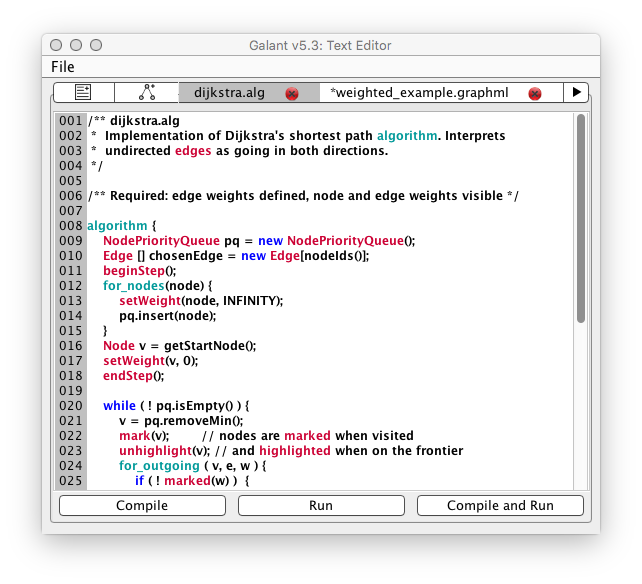 Galant v5.3: Text Editor
File
dijkstra.alg *weighted_example.graphml
001 /** dijkstra.alg
002 *  Implementation of Dijkstra's shortest path algorithm. Interprets
003 *  undirected edges as going in both directions.
004 */
005
006 /** Required: edge weights defined, node and edge weights visible */
007
008 algorithm {
009     NodePriorityQueue pq = new NodePriorityQueue();
010     Edge [] chosenEdge = new Edge[nodeIds()];
011     beginStep();
012     for_nodes(node) {
013         setWeight(node, INFINITY);
014         pq.insert(node);
015     }
016     Node v = getStartNode();
017     setWeight(v, 0);
018     endStep();
019
020     while ( ! pq.isEmpty() ) {
021         v = pq.removeMin();
022         mark(v);        // nodes are marked when visited
023         unhighlight(v); // and highlighted when on the frontier
024         for_outgoing ( v, e, w ) {
025             if ( ! marked(w) )  {
Compile Run Compile and Run